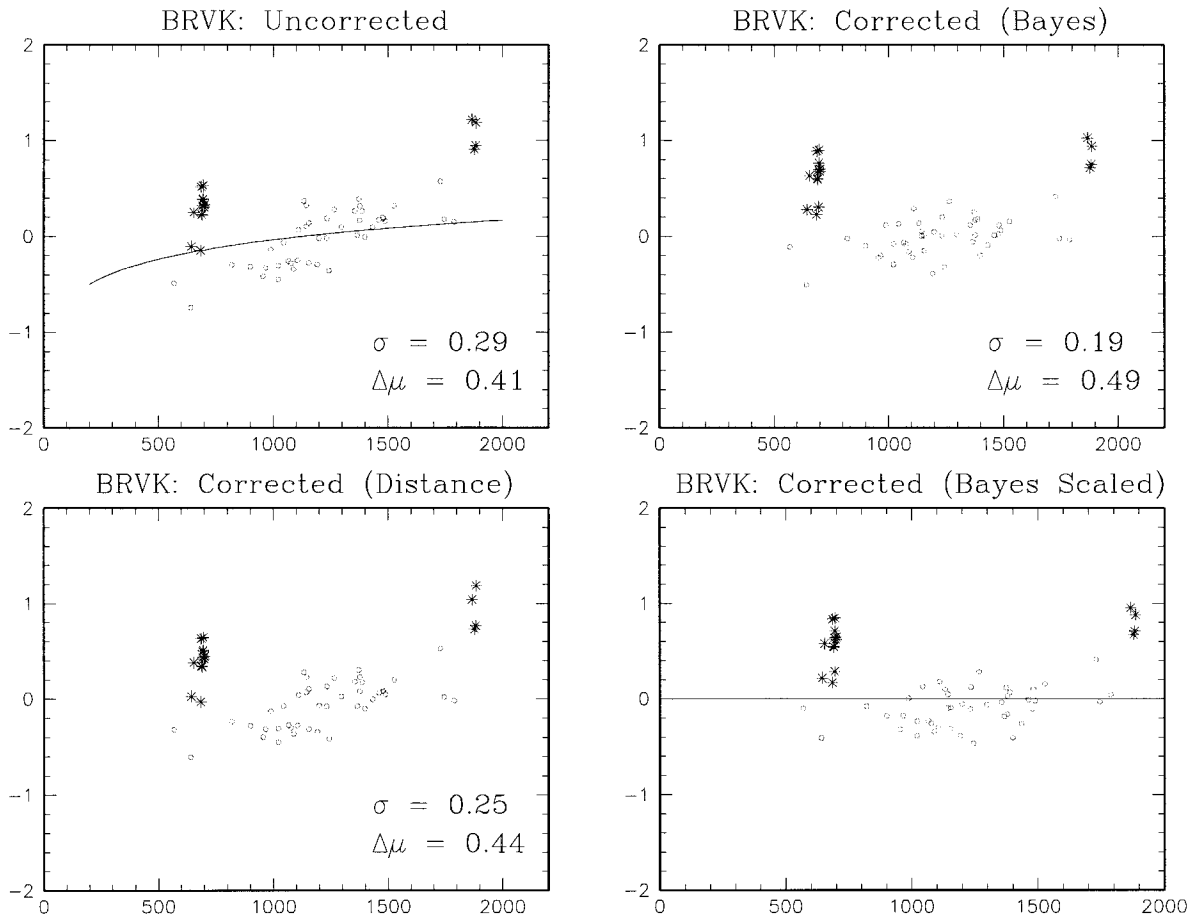 BRVK: Uncorrected
2
1
0
−1
−2
σ = 0.29
Δμ = 0.41
0 500 1000 1500 2000
BRVK: Corrected (Bayes)
2
1
0
−1
−2
σ = 0.19
Δμ = 0.49
0 500 1000 1500 2000
BRVK: Corrected (Distance)
2
1
0
−1
−2
σ = 0.25
Δμ = 0.44
0 500 1000 1500 2000
BRVK: Corrected (Bayes Scaled)
2
1
0
−1
−2
0 500 1000 1500 2000